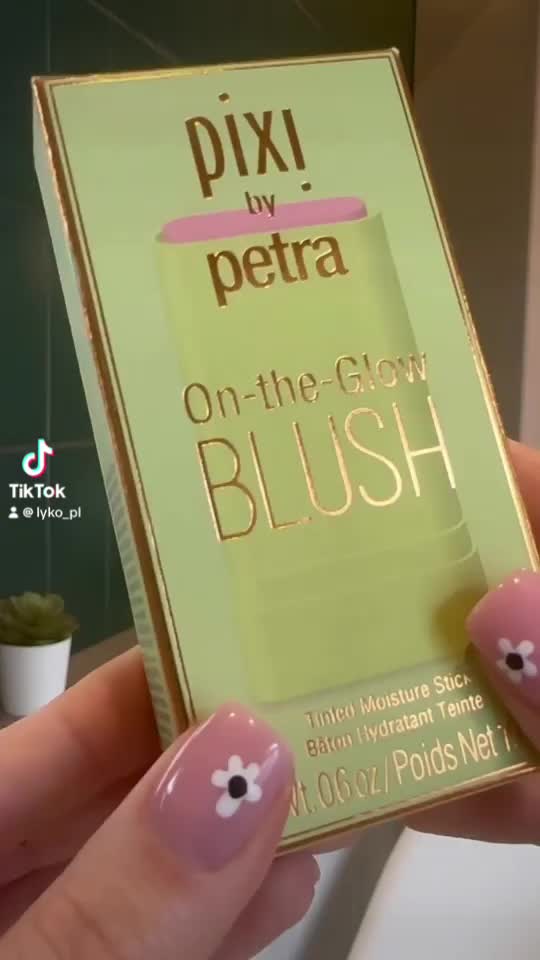 pixi
by
petra
On-the-Glow
BLUSH
TikTok
@lyko_pl
Tinted Moisture Stick
Bâton Hydratant Teinte
Wt. 0.6 oz/Poids Net